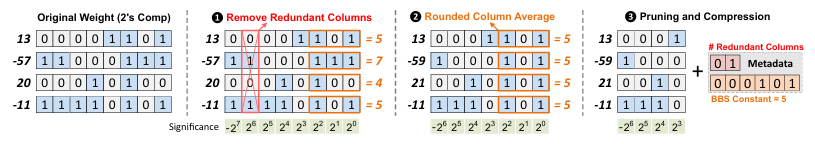 Original Weight (2's Comp)
13 0 0 0 0 1 1 0 1
-57 1 1 0 0 0 1 1 1
20 0 0 0 1 0 1 0 0
-11 1 1 1 1 0 1 0 1
❶ Remove Redundant Columns
13 0 0 0 0 1 1 0 1 = 5
-57 1 1 0 0 0 1 1 1 = 7
20 0 0 0 1 0 1 0 0 = 4
-11 1 1 1 1 0 1 0 1 = 5
Significance -2⁷ 2⁶ 2⁵ 2⁴ 2³ 2² 2¹ 2⁰
❷ Rounded Column Average
13 0 0 0 1 1 0 1 = 5
-59 1 0 0 0 1 0 1 = 5
21 0 0 1 0 1 0 1 = 5
-11 1 1 1 0 1 0 1 = 5
-2⁶ 2⁵ 2⁴ 2³ 2² 2¹ 2⁰
❸ Pruning and Compression
13 0 0 0 1
-59 1 0 0 0
21 0 0 1 0
-11 1 1 1 0
-2⁶ 2⁵ 2⁴ 2³
+
# Redundant Columns
0 1 Metadata
0 0 0 1 0 1
BBS Constant = 5